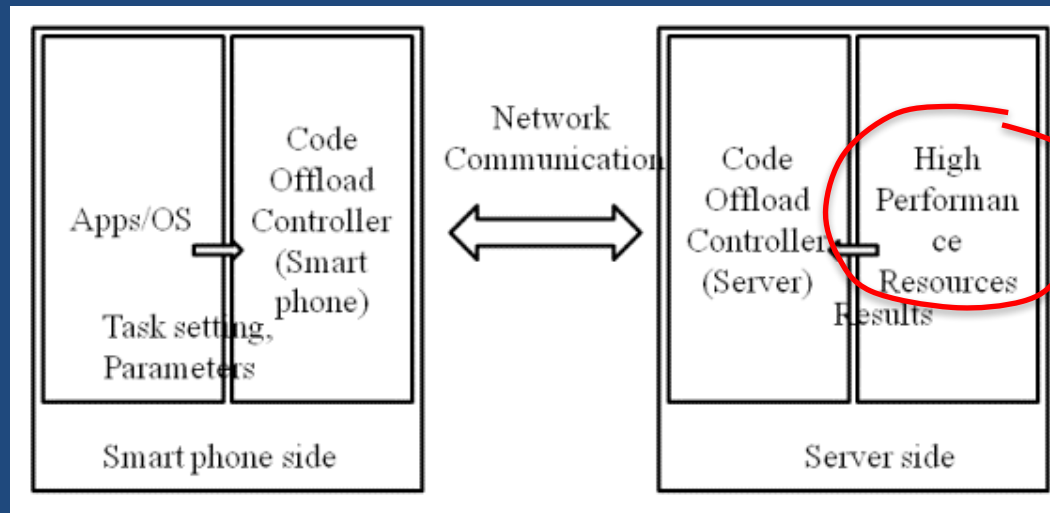 Apps/OS
Task setting,
Parameters
Code
Offload
Controller
(Smart
phone)
Smart phone side
Network
Communication
Code
Offload
Controller
(Server)
High
Performan
ce
Resources
Results
Server side